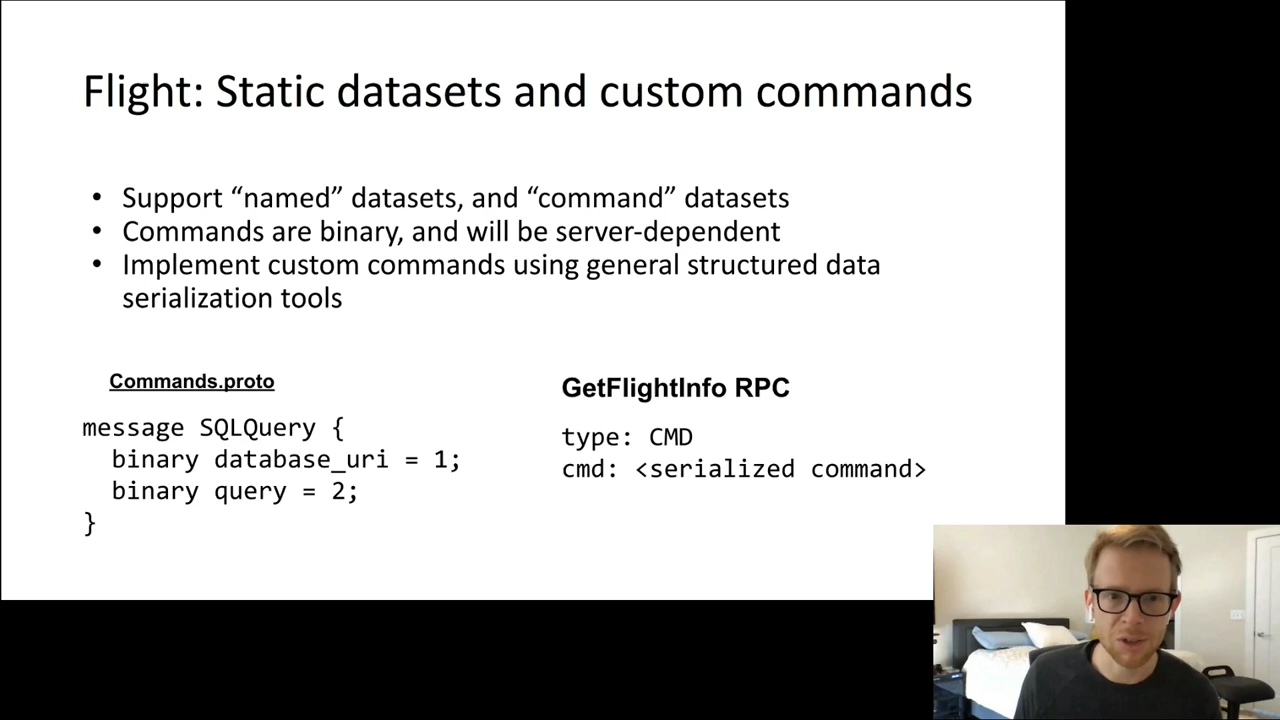 Flight: Static datasets and custom commands
• Support “named” datasets, and “command” datasets
• Commands are binary, and will be server-dependent
• Implement custom commands using general structured data
serialization tools
Commands.proto
message SQLQuery {
  binary database_uri = 1;
  binary query = 2;
}
GetFlightInfo RPC
type: CMD
cmd: <serialized command>